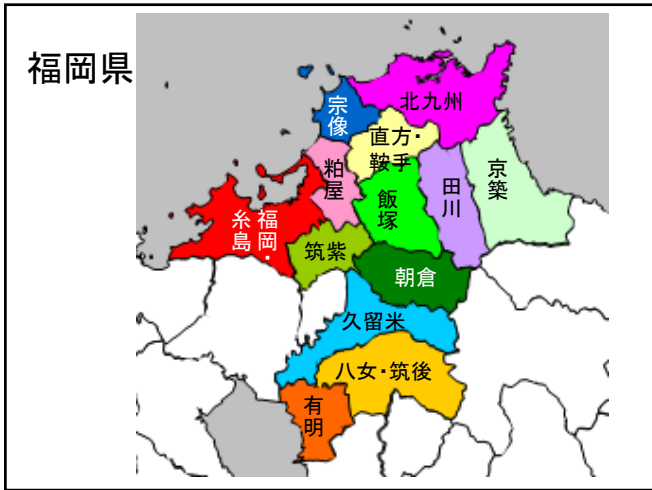 福岡県
北九州
宗像
直方・
鞍手
粕屋
飯塚
田川
京築
福岡・
糸島
筑紫
朝倉
久留米
八女・筑後
有明